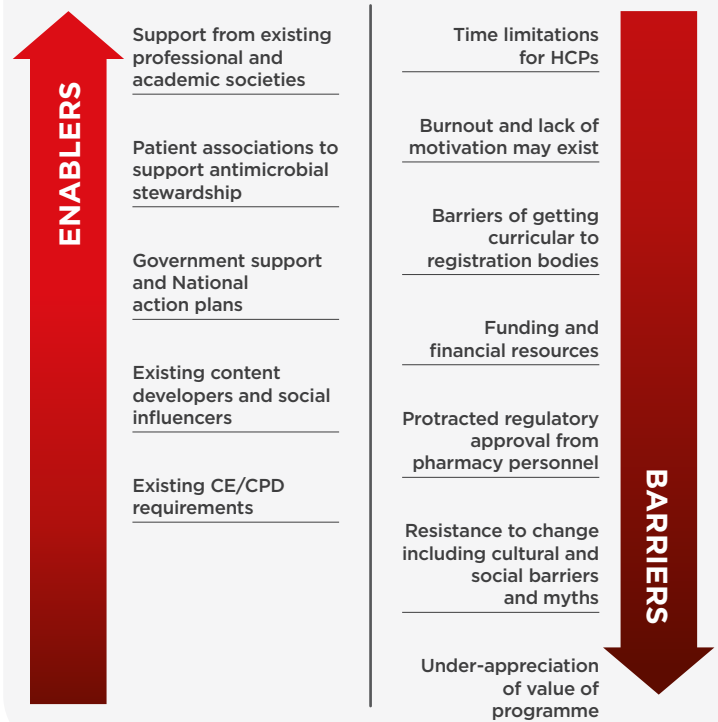 ENABLERS
Support from existing
professional and
academic societies
Patient associations to
support antimicrobial
stewardship
Government support
and National
action plans
Existing content
developers and social
influencers
Existing CE/CPD
requirements
Time limitations
for HCPs
Burnout and lack of
motivation may exist
Barriers of getting
curricular to
registration bodies
Funding and
financial resources
Protracted regulatory
approval from
pharmacy personnel
Resistance to change
including cultural and
social barriers
and myths
Under-appreciation
of value of
programme
BARRIERS